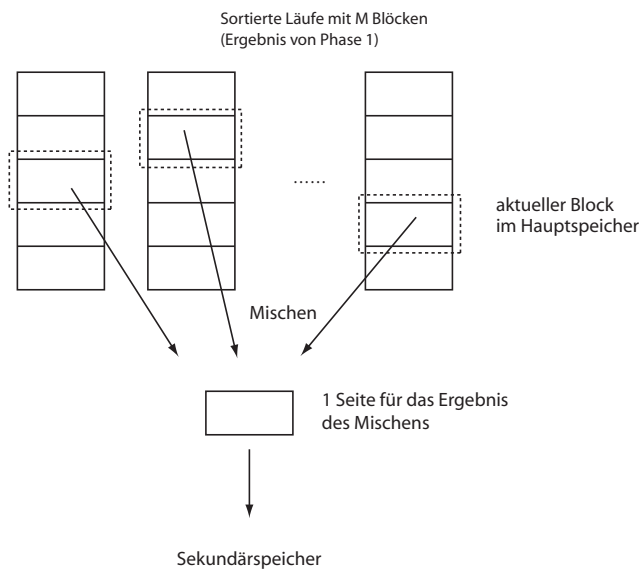 Sortierte Läufe mit M Blöcken
(Ergebnis von Phase 1)
......
aktueller Block
im Hauptspeicher
Mischen
1 Seite für das Ergebnis
des Mischens
Sekundärspeicher